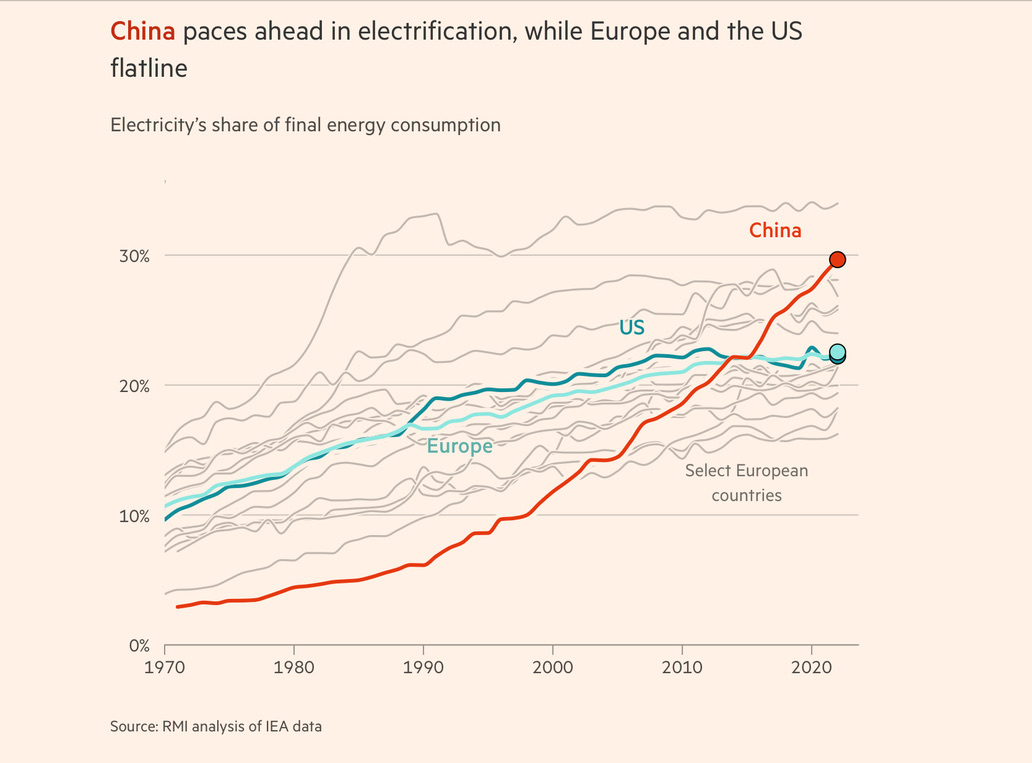 China paces ahead in electrification, while Europe and the US
flatline
Electricity’s share of final energy consumption
China
30%
US
20%
Europe
Select European
countries
10%
0%
1970 1980 1990 2000 2010 2020
Source: RMI analysis of IEA data